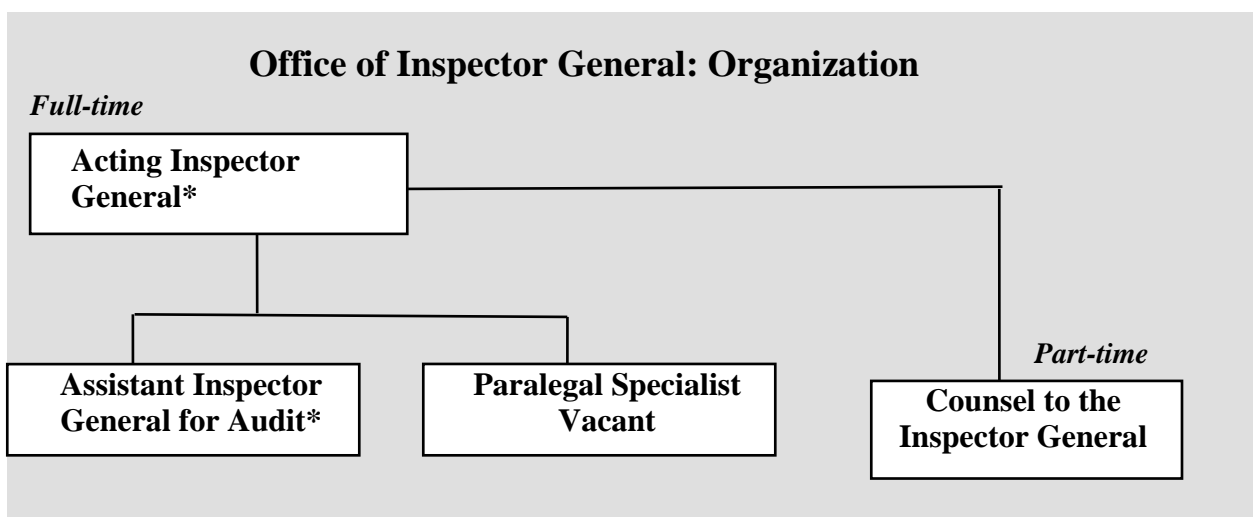 Office of Inspector General: Organization
Full-time
Acting Inspector
General*
Part-time
Assistant Inspector
General for Audit*
Paralegal Specialist
Vacant
Counsel to the
Inspector General